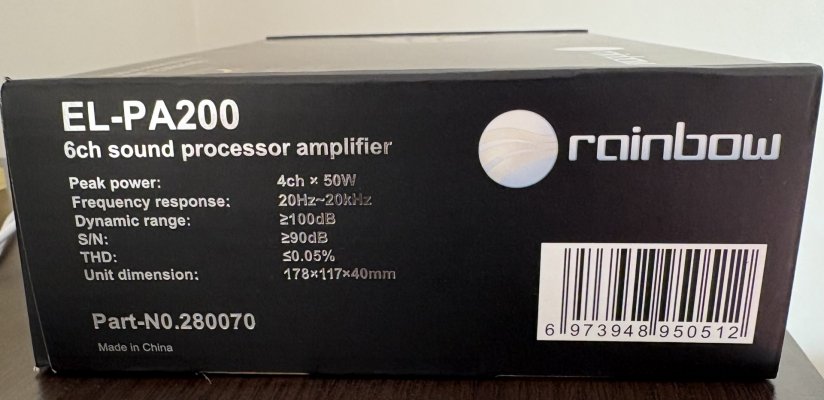 EL-PA200
6ch sound processor amplifier
rainbow
Peak power: 4ch × 50W
Frequency response: 20Hz~20kHz
Dynamic range: ≥100dB
S/N: ≥90dB
THD: ≤0.05%
Unit dimension: 178×117×40mm
Part-N0.280070
Made in China
6 973948 950512